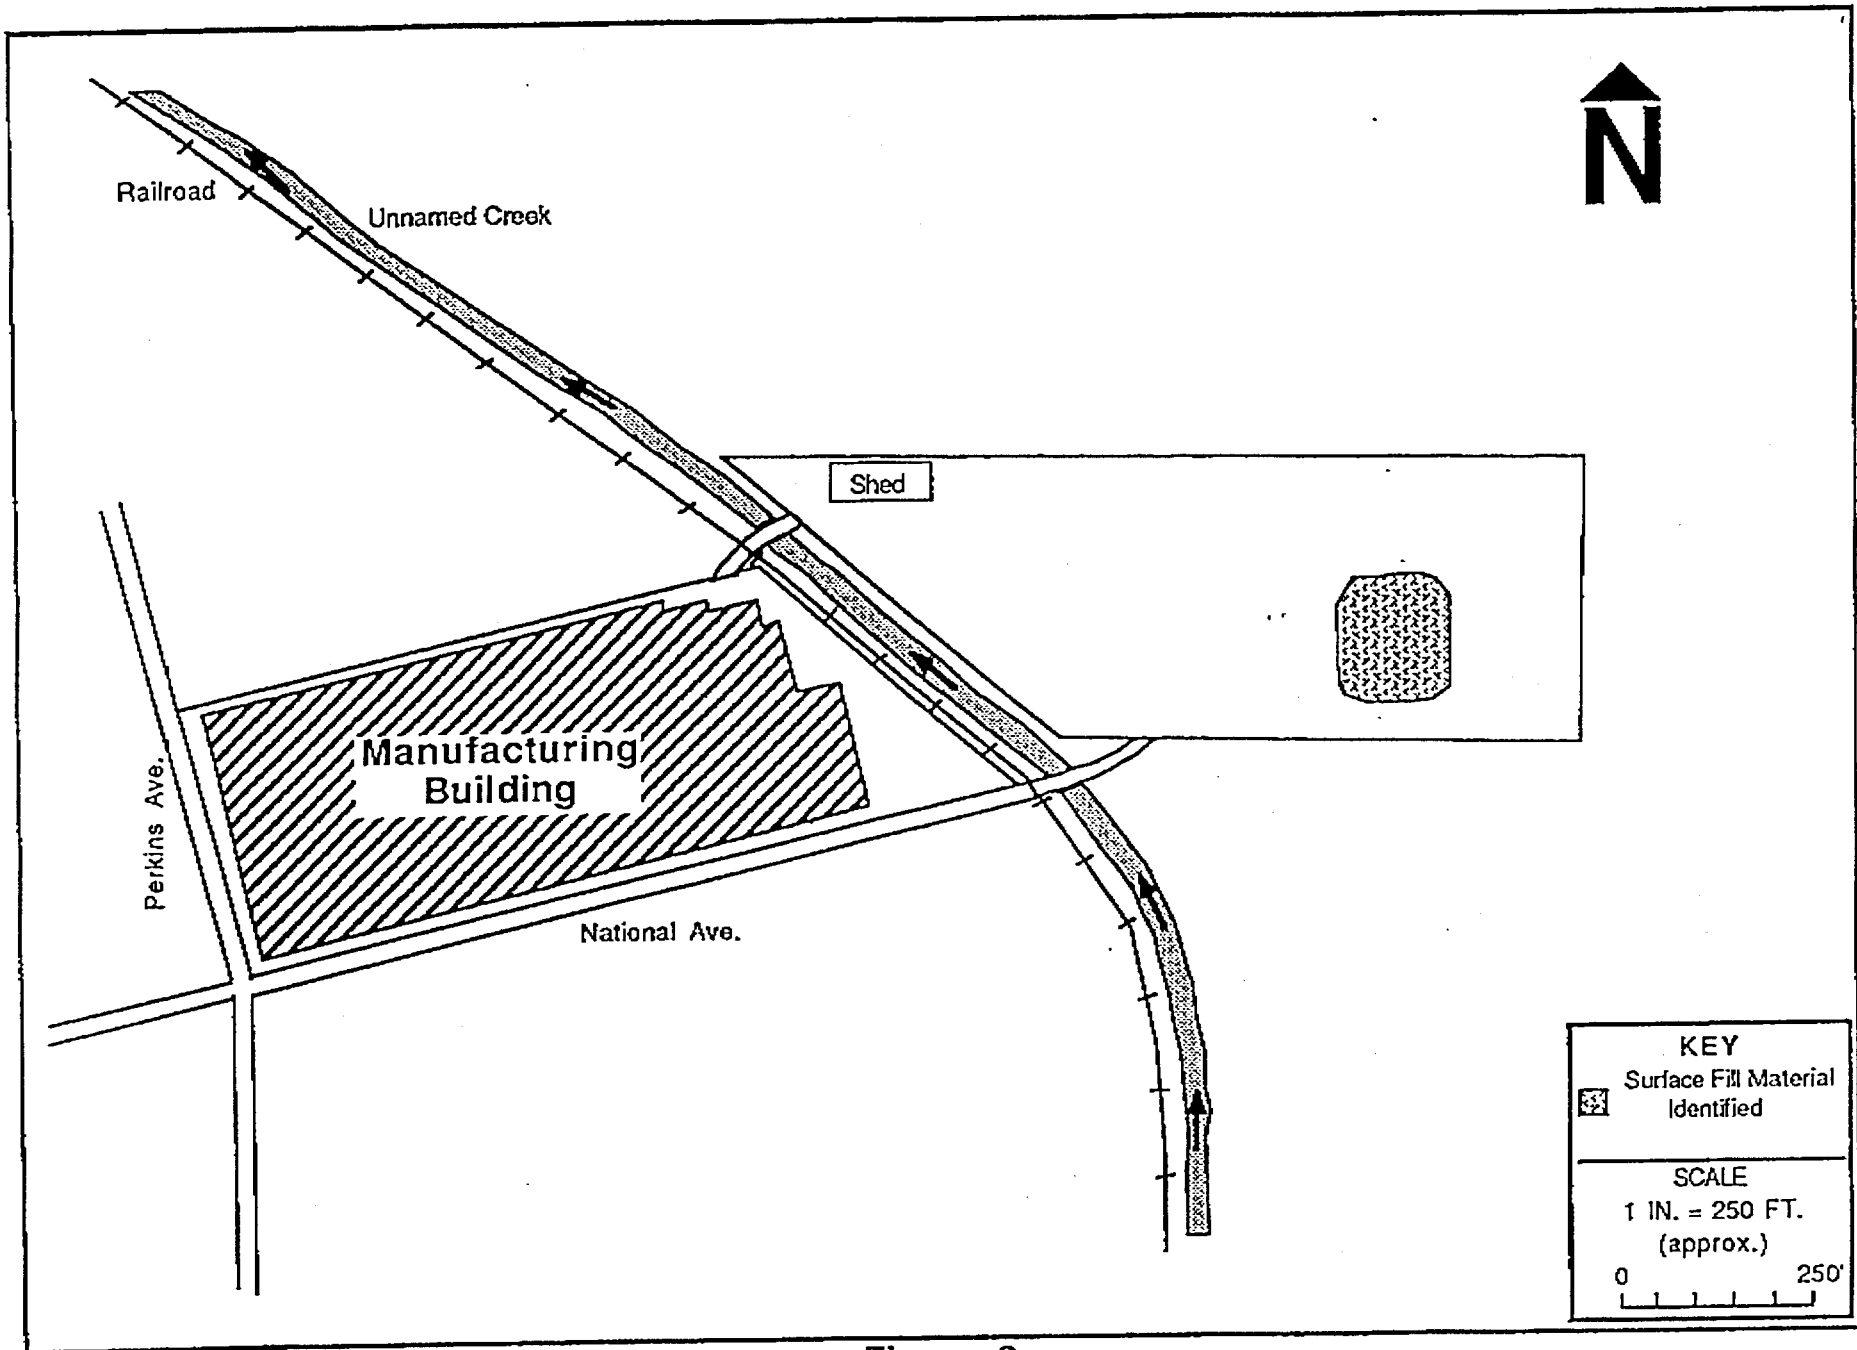 N
Railroad
Unnamed Creek
Shed
Manufacturing
Building
Perkins Ave.
National Ave.
KEY
Surface Fill Material
Identified
SCALE
1 IN. = 250 FT.
(approx.)
0 250'